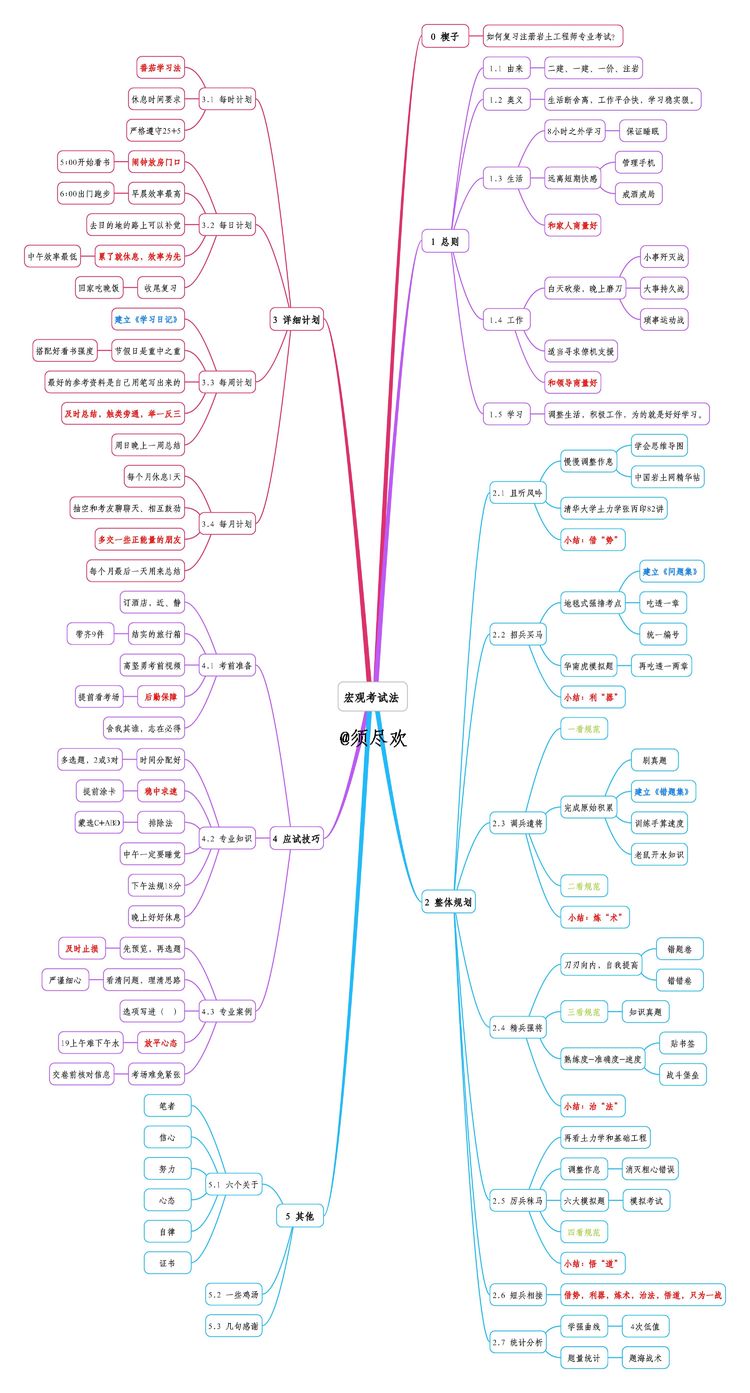 宏观考试法
@须尽欢
0 楔子
如何复习注册岩土工程师专业考试?
1 总则
1.1 由来
二建、一建、一价、注岩
1.2 奥义
生活断舍离，工作平合快，学习稳实狠。
1.3 生活
8小时之外学习
保证睡眠
远离短期快感
管理手机
戒酒戒局
和家人商量好
1.4 工作
白天砍柴，晚上磨刀
小事歼灭战
大事持久战
琐事运动战
适当寻求僚机支援
和领导商量好
1.5 学习
调整生活，积极工作，为的就是好好学习。
2 整体规划
2.1 且听风吟
慢慢调整作息
学会思维导图
中国岩土网精华帖
清华大学土力学张丙印82讲
小结：借“势”
2.2 招兵买马
地毯式强撸考点
建立《问题集》
吃透一章
统一编号
华南虎模拟题
再吃透一两章
小结：利“器”
2.3 调兵遣将
一看规范
完成原始积累
刷真题
建立《错题集》
训练手算速度
老鼠开水知识
二看规范
小结：炼“术”
2.4 精兵强将
刀刃向内，自我提高
错题卷
错错卷
三看规范
知识真题
熟练度—准确度—速度
贴书签
战斗堡垒
小结：治“法”
2.5 厉兵秣马
再看土力学和基础工程
调整作息
消灭粗心错误
六大模拟题
模拟考试
四看规范
小结：悟“道”
2.6 短兵相接
借势，利器，炼术，治法，悟道，只为一战
2.7 统计分析
学强曲线
4次低值
题量统计
题海战术
3 详细计划
3.1 每时计划
番茄学习法
休息时间要求
严格遵守25+5
3.2 每日计划
闹钟放房门口
5:00开始看书
早晨效率最高
6:00出门跑步
去目的地的路上可以补觉
累了就休息，效率为先
中午效率最低
收尾复习
回家吃晚饭
3.3 每周计划
建立《学习日记》
节假日是重中之重
搭配好看书强度
最好的参考资料是自己用笔写出来的
及时总结，触类旁通，举一反三
周日晚上一周总结
3.4 每月计划
每个月休息1天
抽空和考友聊聊天、相互鼓劲
多交一些正能量的朋友
每个月最后一天用来总结
4 应试技巧
4.1 考前准备
订酒店，近、静
结实的旅行箱
带齐9件
高坚勇考前视频
后勤保障
提前看考场
舍我其谁，志在必得
4.2 专业知识
时间分配好
多选题，2或3对
稳中求速
提前涂卡
排除法
蒙选C+ABD
中午一定要睡觉
下午法规18分
晚上好好休息
4.3 专业案例
先预览，再选题
及时止损
看清问题，理清思路
严谨细心
选项写进（ ）
放平心态
19上午难下午水
考场难免紧张
交卷前核对信息
5 其他
5.1 六个关于
笔者
信心
努力
心态
自律
证书
5.2 一些鸡汤
5.3 几句感谢